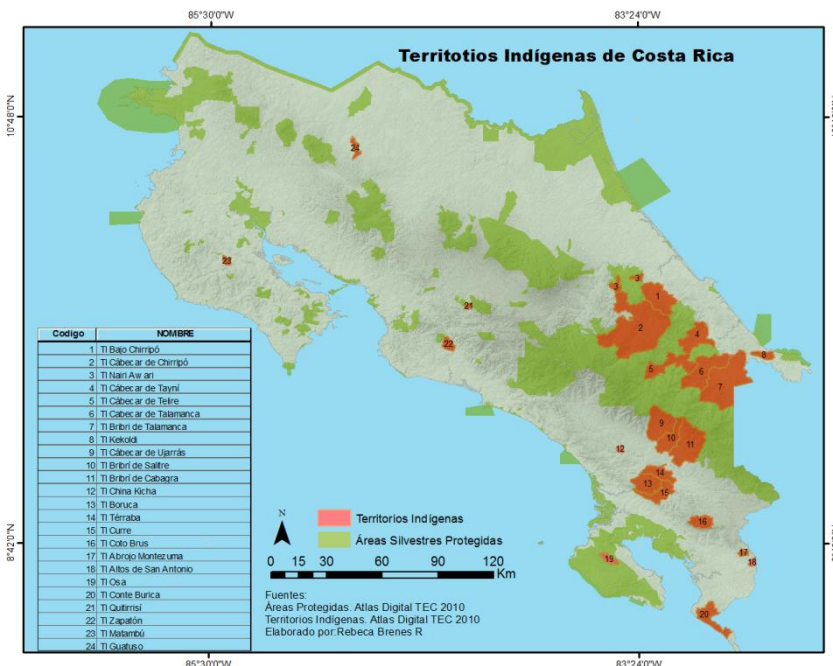 85°30'0"W
83°24'0"W
Territotios Indígenas de Costa Rica
10°48'0"N
24
23
21
22
3
3
1
2
4
5
6
7
8
9
10
11
12
14
13
15
16
17
18
19
20
Codigo NOMBRE
1 TI Bajo Chirripó
2 TI Cábecar de Chirripó
3 TI Nairi Aw ari
4 TI Cábecar de Tayní
5 TI Cábecar de Telire
6 TI Cabecar de Talamanca
7 TI Bribri de Talamanca
8 TI Kekoldi
9 TI Cábecar de Ujarrás
10 TI Bribrí de Salitre
11 TI Bribrí de Cabagra
12 TI China Kicha
13 TI Boruca
14 TI Térraba
15 TI Curre
16 TI Coto Brus
17 TI Abrojo Montezuma
18 TI Altos de San Antonio
19 TI Osa
20 TI Conte Burica
21 TI Quitirrisí
22 TI Zapatón
23 TI Matambú
24 TI Guatuso
N
Territorios Indígenas
Áreas Silvestres Protegidas
0 15 30 60 90 120
Km
Fuentes:
Áreas Protegidas. Atlas Digital TEC 2010
Territorios Indígenas. Atlas Digital TEC 2010
Elaborado por:Rebeca Brenes R
8°42'0"N
85°30'0"W
83°24'0"W